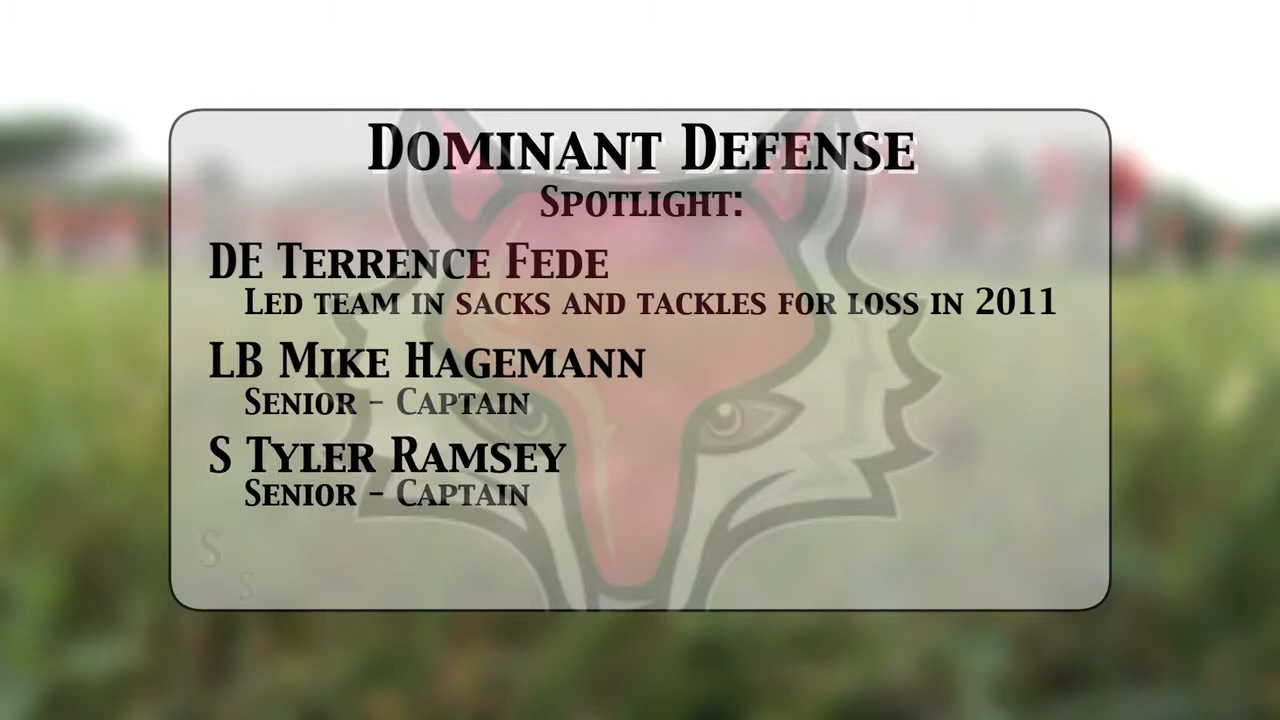 Dominant Defense
Spotlight:
DE Terrence Fede
Led team in sacks and tackles for loss in 2011
LB Mike Hagemann
Senior - Captain
S Tyler Ramsey
Senior - Captain
S
S